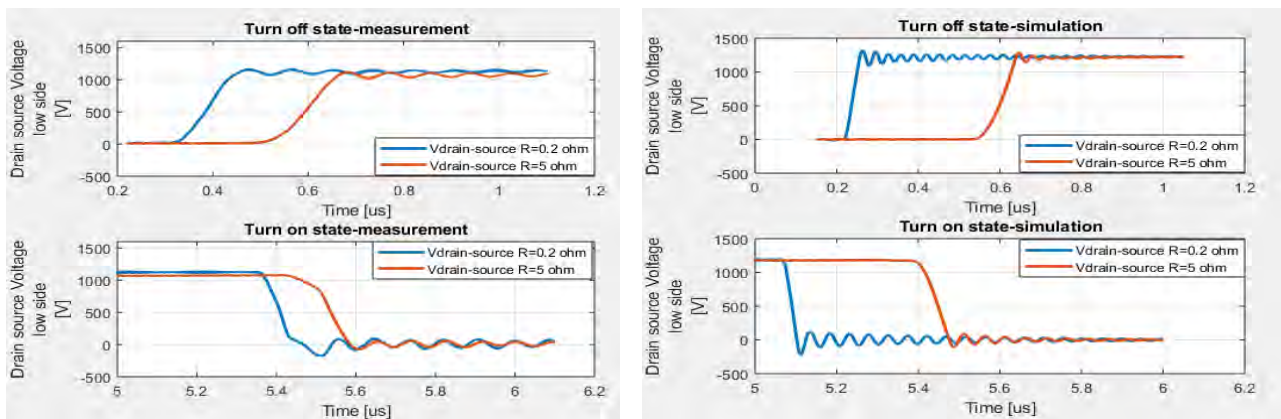 Turn off state-measurement
Drain source Voltage
low side
[V]
1500
1000
500
0
-500
0.2
0.4
0.6
0.8
1
1.2
Time [us]
Vdrain-source R=0.2 ohm
Vdrain-source R=5 ohm
Turn on state-measurement
Drain source Voltage
low side
[V]
1500
1000
500
0
-500
5
5.2
5.4
5.6
5.8
6
6.2
Time [us]
Vdrain-source R=0.2 ohm
Vdrain-source R=5 ohm
Turn off state-simulation
Drain source Voltage
low side
[V]
1500
1000
500
0
-500
0
0.2
0.4
0.6
0.8
1
1.2
Time [us]
Vdrain-source R=0.2 ohm
Vdrain-source R=5 ohm
Turn on state-simulation
Drain source Voltage
low side
[V]
1500
1000
500
0
-500
5
5.2
5.4
5.6
5.8
6
6.2
Time [us]
Vdrain-source R=0.2 ohm
Vdrain-source R=5 ohm